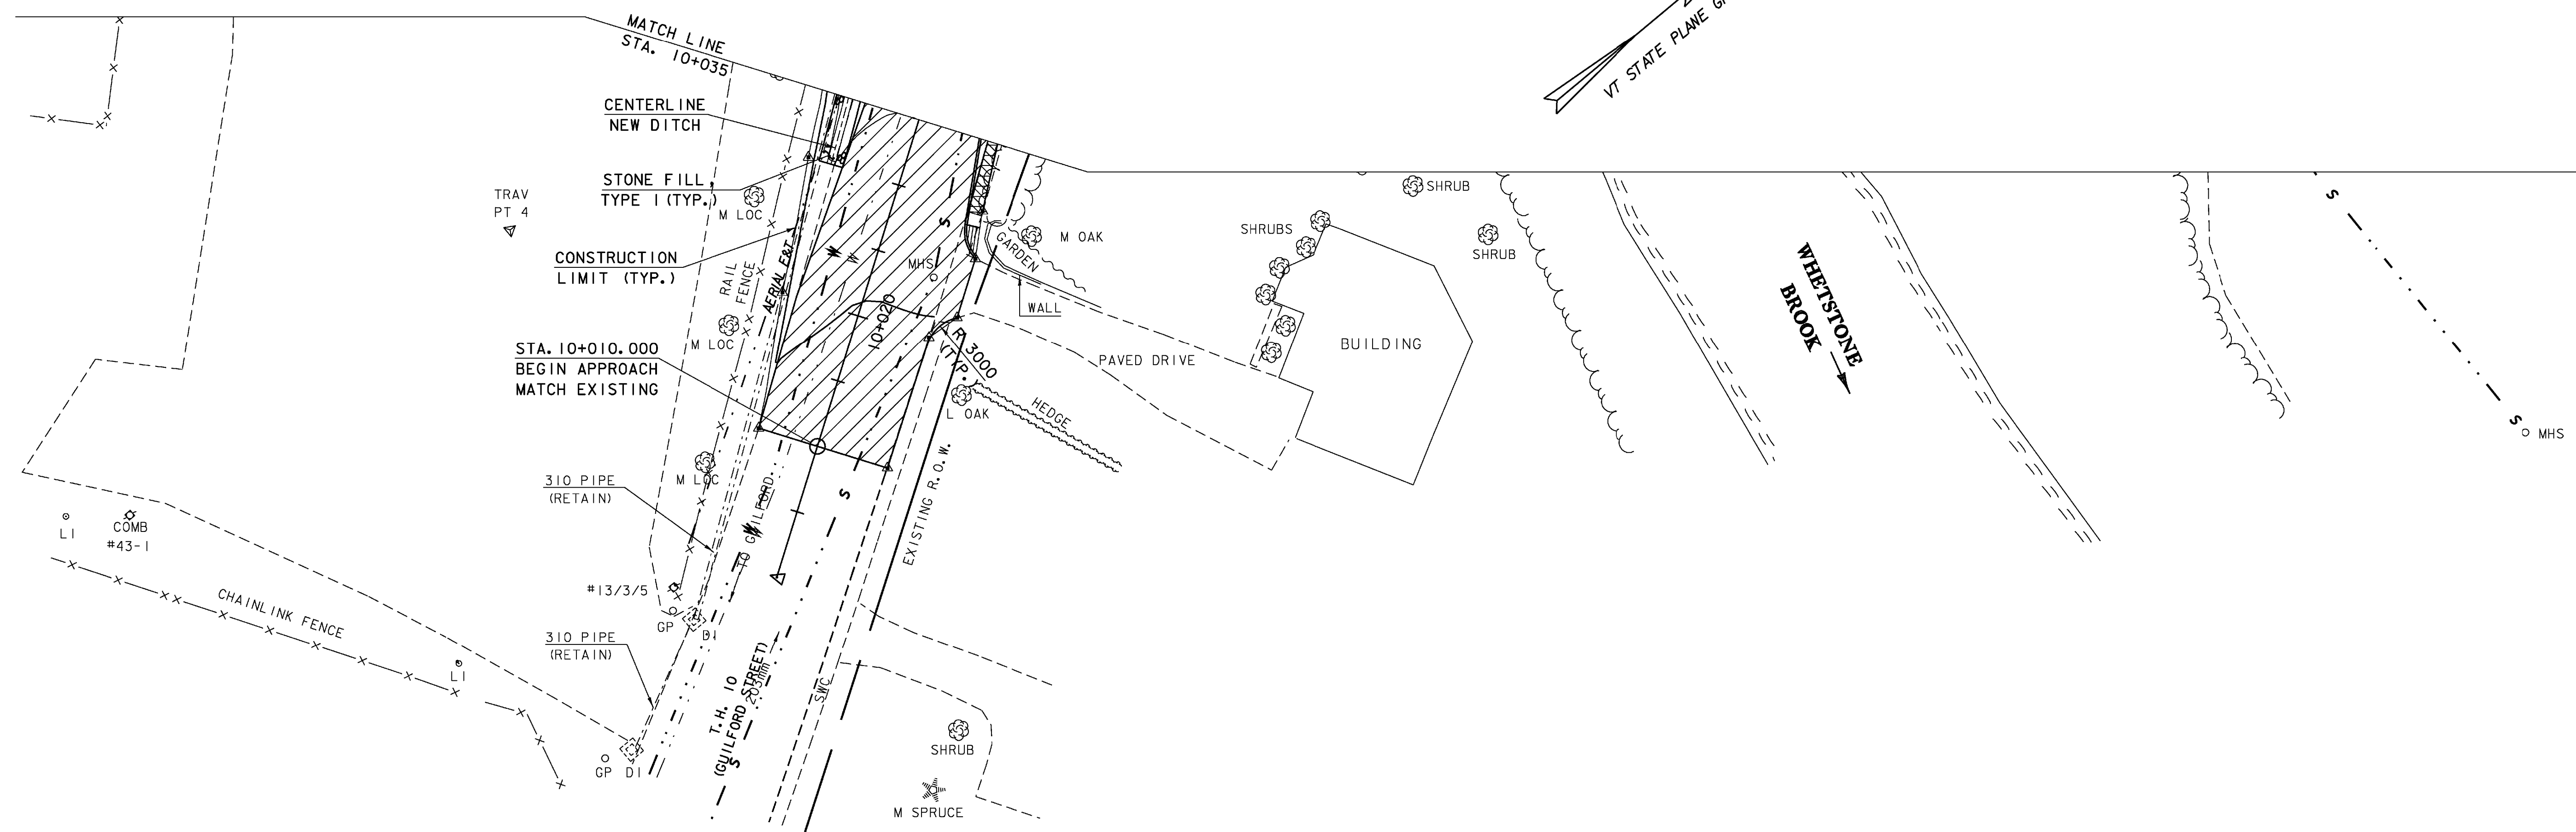 MATCH LINE
STA. 10+035
VT STATE PLANE
CENTERLINE
NEW DITCH
STONE FILL,
TYPE I (TYP.)
M LOC
TRAV
PT 4
CONSTRUCTION
LIMIT (TYP.)
RAIL
FENCE
AERIAL E&T
W
W
S
MHS
GARDEN
M OAK
WALL
SHRUBS
SHRUB
SHRUB
WHETSTONE
BROOK
S
S
MHS
M LOC
10+020
R 3000
(TYP.)
STA. 10+010.000
BEGIN APPROACH
MATCH EXISTING
PAVED DRIVE
BUILDING
L OAK
HEDGE
M LOC
310 PIPE
(RETAIN)
S
EXISTING R.O.W.
W
TO GUILFORD
LI
COMB
#43-1
CHAINLINK FENCE
LI
#13/3/5
GP
DI
310 PIPE
(RETAIN)
GP
DI
T.H. 10
(GUILFORD STREET)
203mm
S
SWC
SHRUB
M SPRUCE